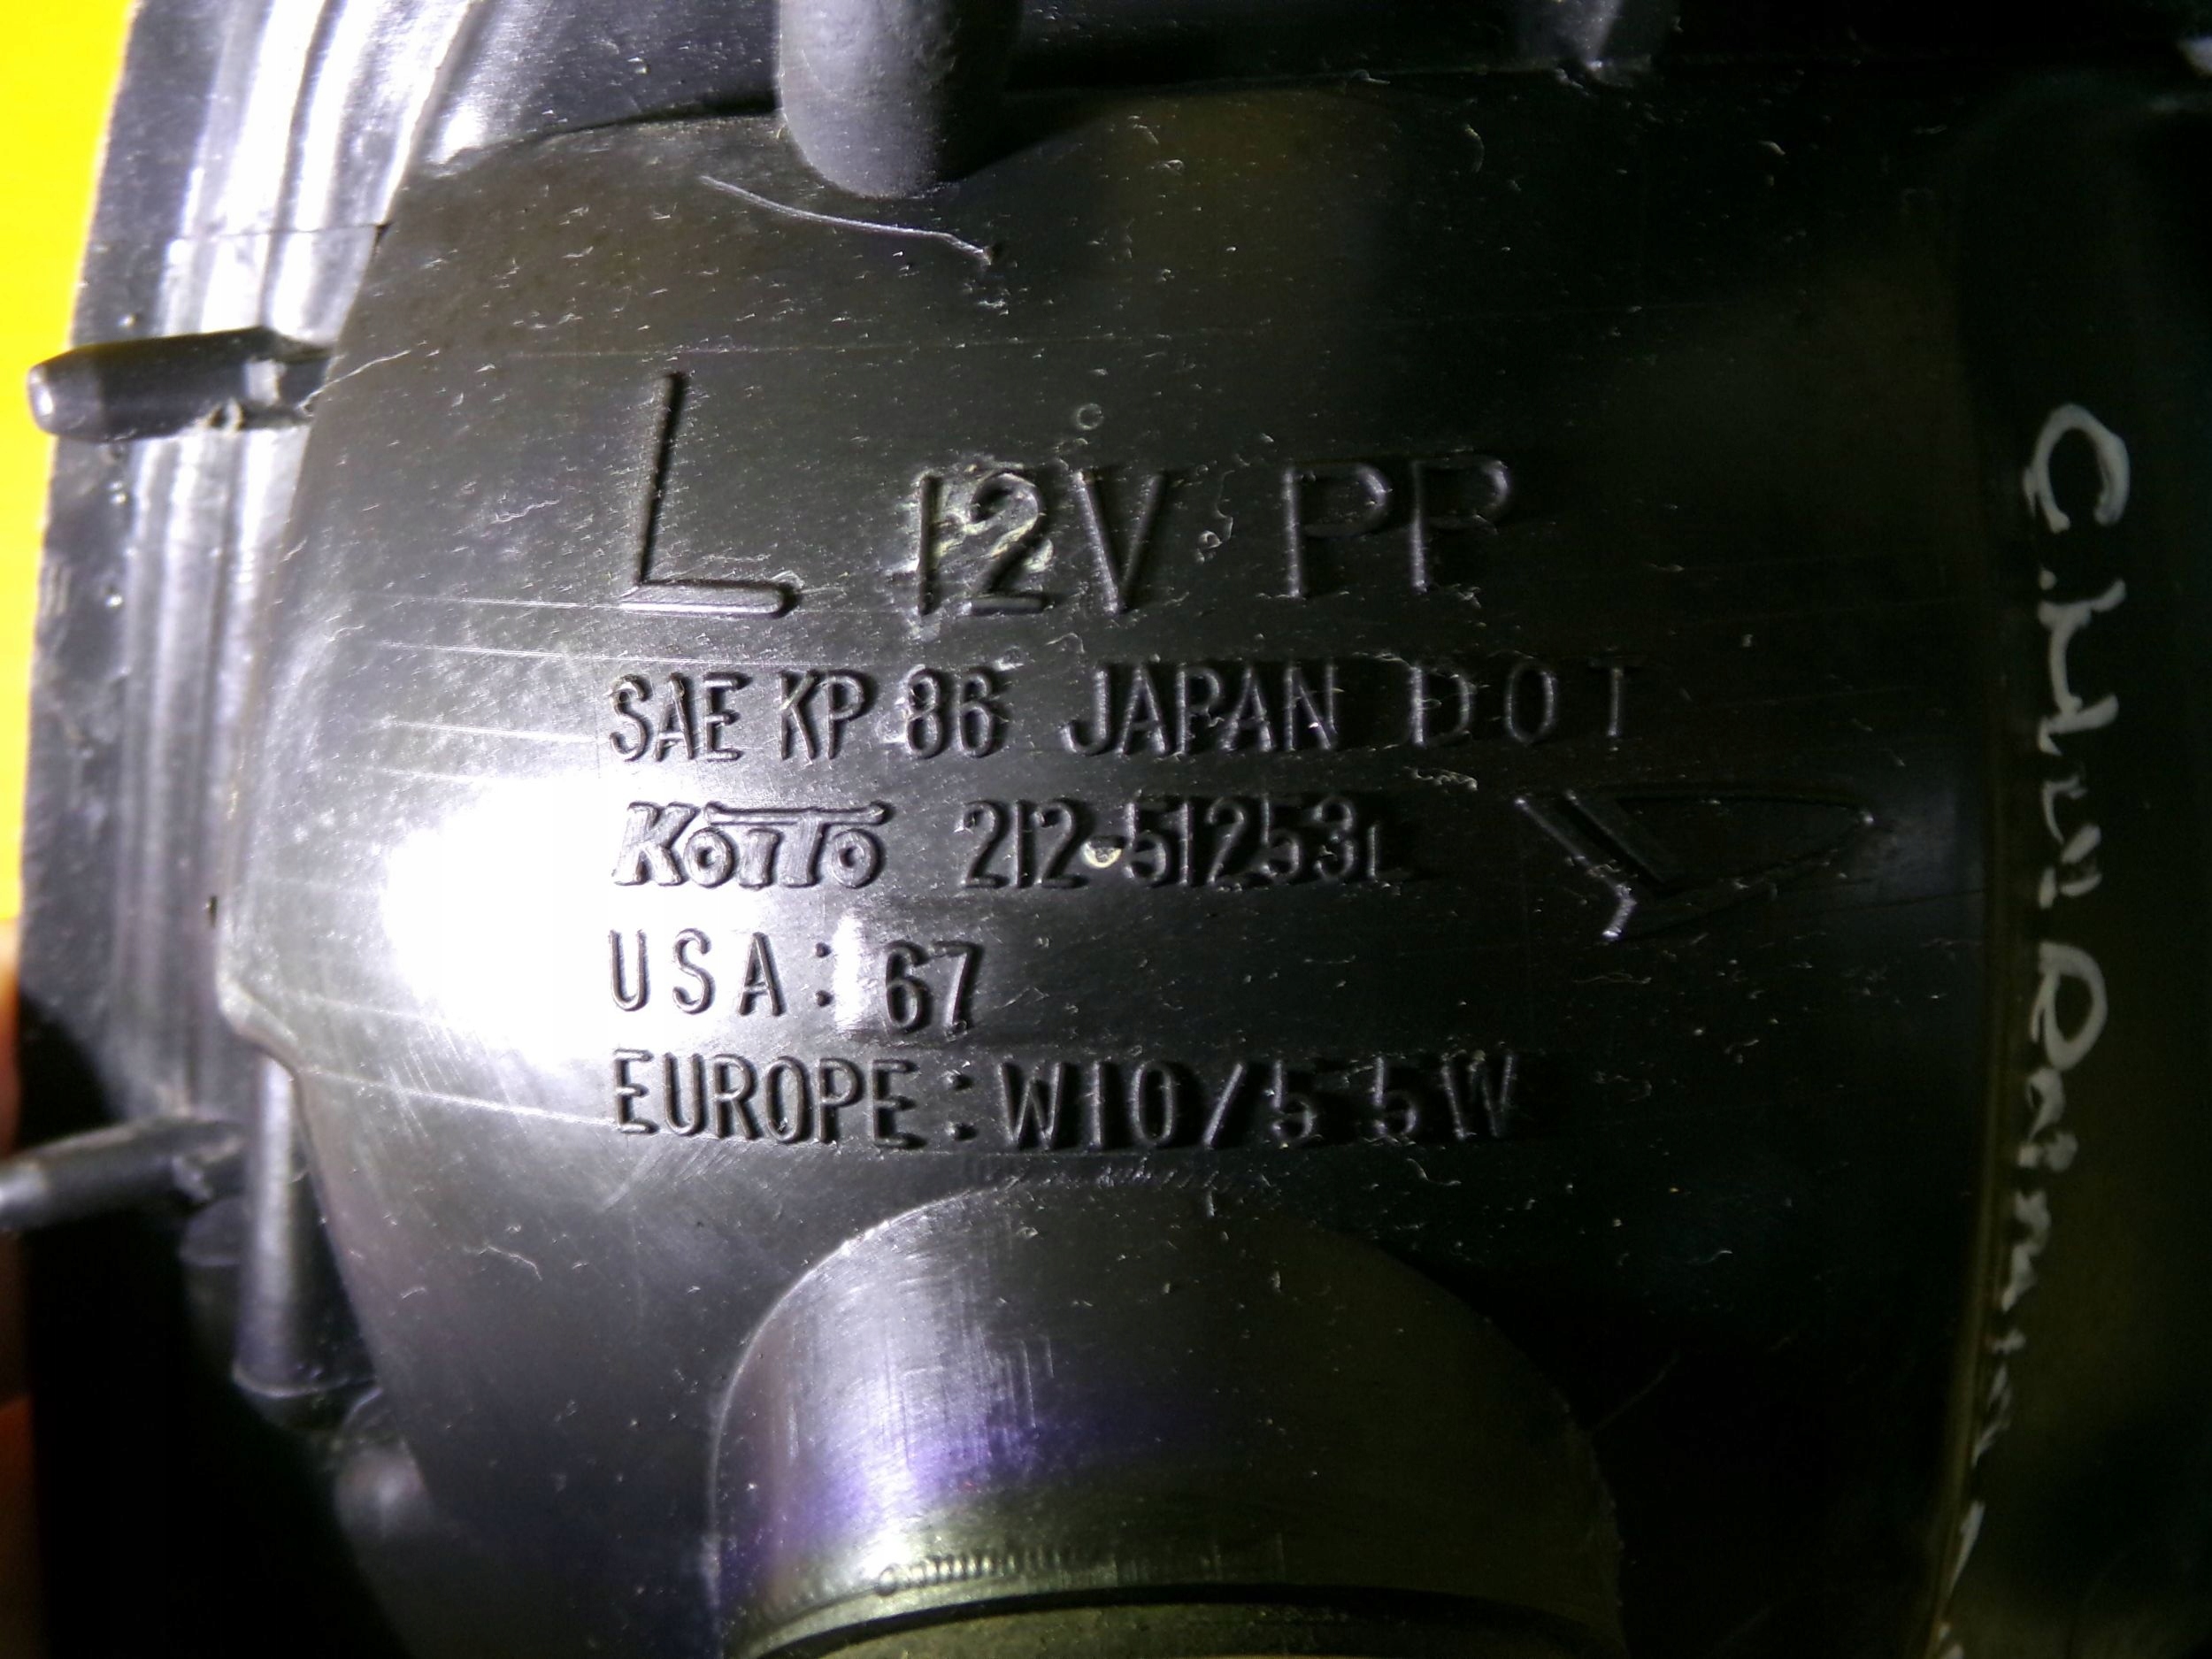 L 12V PP
SAE KP 86 JAPAN DOT
KOITO 212-51253L
USA: 67
EUROPE: W10/5 5W